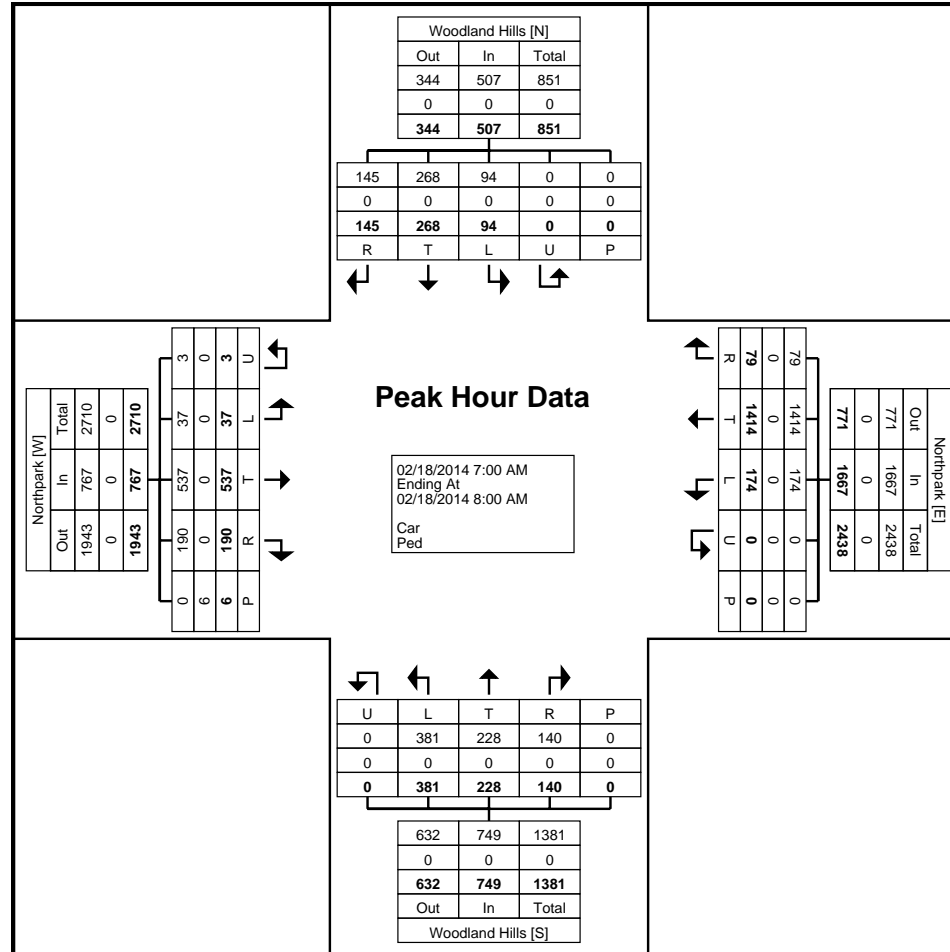 Woodland Hills [N]
Out In Total
344 507 851
0 0 0
344 507 851
145 268 94 0 0
0 0 0 0 0
145 268 94 0 0
R T L U P
Northpark [W]
Total In Out
2710 767 1943
0 0 0
2710 767 1943
3 37 537 190 0
0 0 0 0 6
3 37 537 190 6
U L T R P
Peak Hour Data
02/18/2014 7:00 AM
Ending At
02/18/2014 8:00 AM
Car
Ped
R T L U P
79 1414 174 0 0
0 0 0 0 0
79 1414 174 0 0
771 1667 2438
0 0 0
771 1667 2438
Out In Total
Northpark [E]
U L T R P
0 381 228 140 0
0 0 0 0 0
0 381 228 140 0
632 749 1381
0 0 0
632 749 1381
Out In Total
Woodland Hills [S]